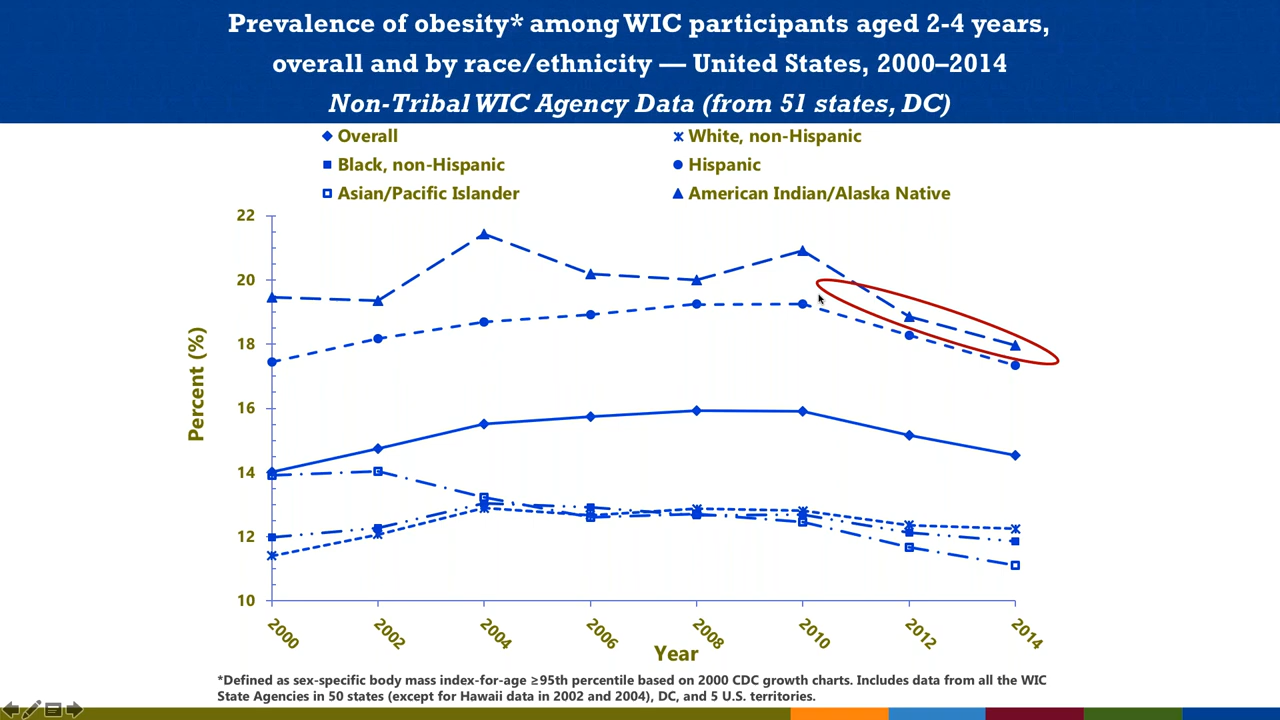 Prevalence of obesity* among WIC participants aged 2-4 years,
overall and by race/ethnicity — United States, 2000–2014
Non-Tribal WIC Agency Data (from 51 states, DC)
Overall
White, non-Hispanic
Black, non-Hispanic
Hispanic
Asian/Pacific Islander
American Indian/Alaska Native
22
20
18
16
14
12
10
Percent (%)
2000
2002
2004
2006
2008
2010
2012
2014
Year
*Defined as sex-specific body mass index-for-age ≥95th percentile based on 2000 CDC growth charts. Includes data from all the WIC
State Agencies in 50 states (except for Hawaii data in 2002 and 2004), DC, and 5 U.S. territories.